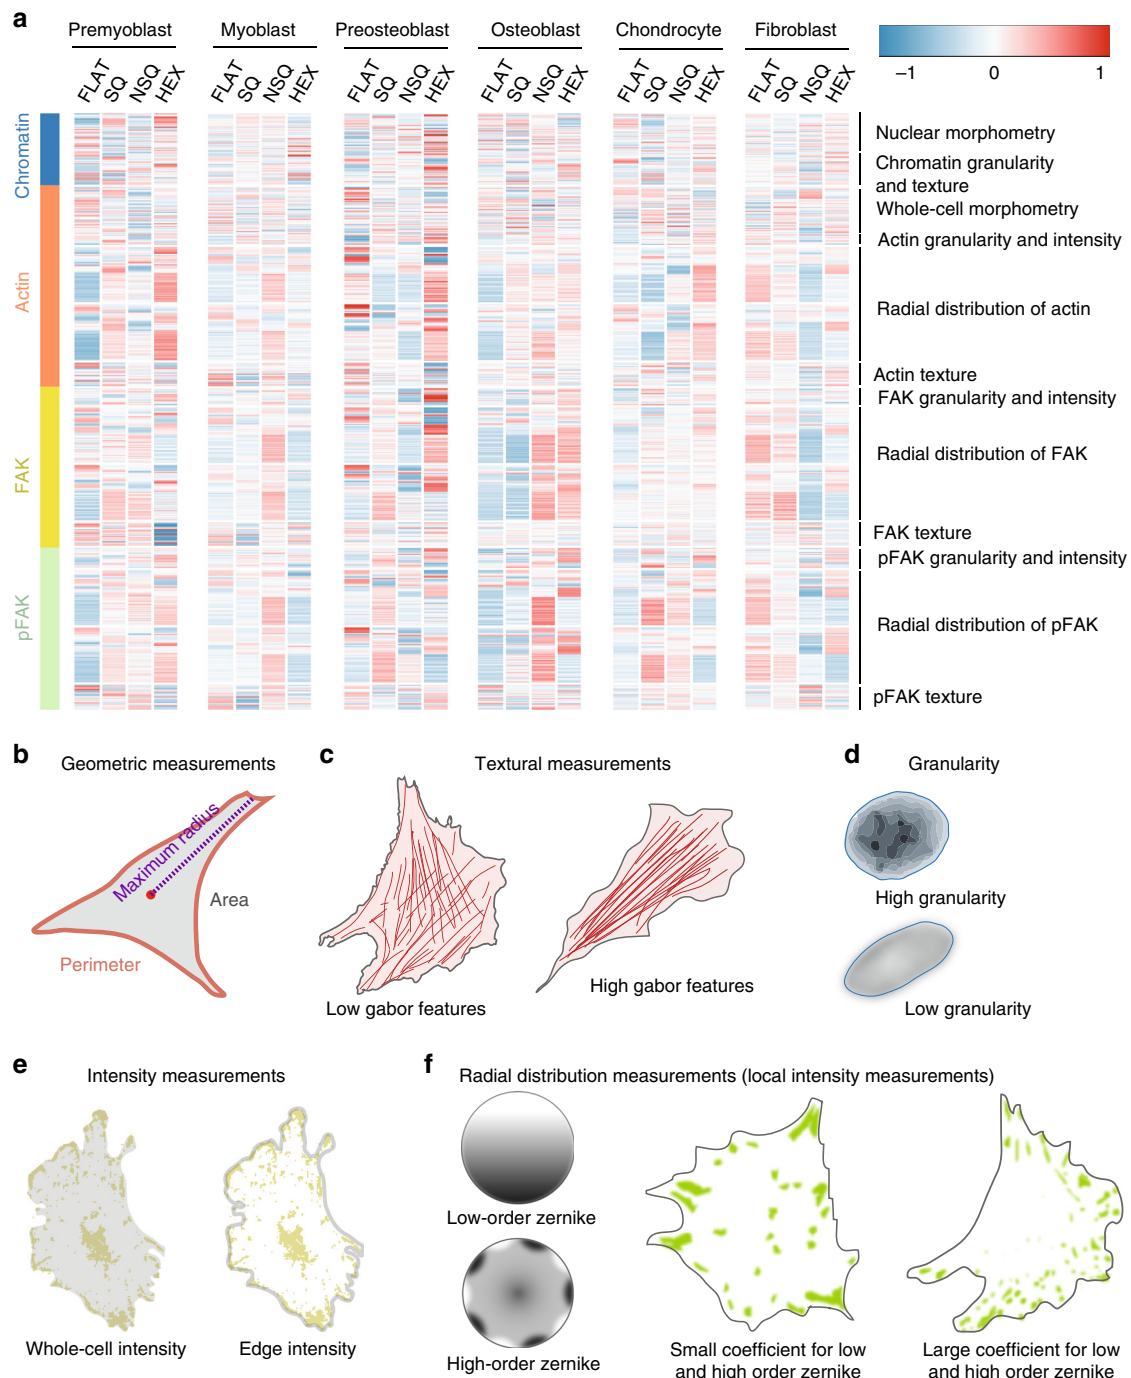 a
Premyoblast
Myoblast
Preosteoblast
Osteoblast
Chondrocyte
Fibroblast
−1
0
1
FLAT SQ NSQ HEX
FLAT SQ NSQ HEX
FLAT SQ NSQ HEX
FLAT SQ NSQ HEX
FLAT SQ NSQ HEX
FLAT SQ NSQ HEX
Chromatin
Actin
FAK
pFAK
Nuclear morphometry
Chromatin granularity
and texture
Whole-cell morphometry
Actin granularity and intensity
Radial distribution of actin
Actin texture
FAK granularity and intensity
Radial distribution of FAK
FAK texture
pFAK granularity and intensity
Radial distribution of pFAK
pFAK texture
b
Geometric measurements
Maximum radius
Area
Perimeter
c
Textural measurements
Low gabor features
High gabor features
d
Granularity
High granularity
Low granularity
e
Intensity measurements
Whole-cell intensity
Edge intensity
f
Radial distribution measurements (local intensity measurements)
Low-order zernike
High-order zernike
Small coefficient for low
and high order zernike
Large coefficient for low
and high order zernike